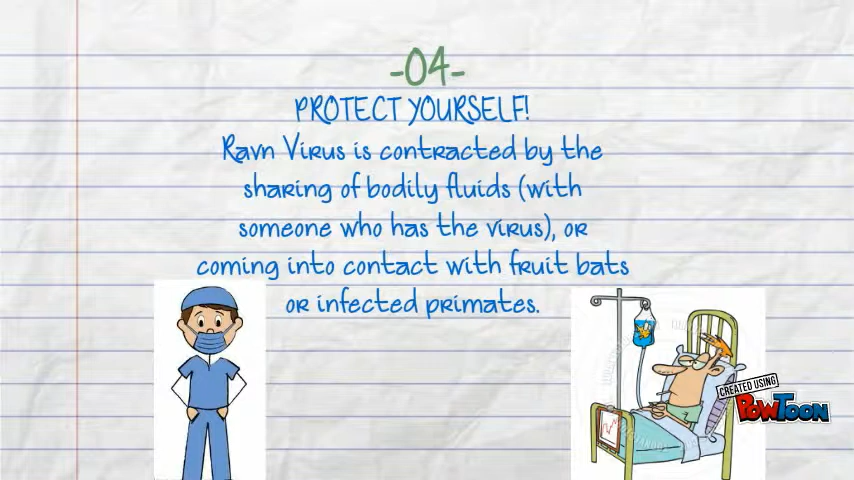 -04-
PROTECT YOURSELF!
Ravn Virus is contracted by the
sharing of bodily fluids (with
someone who has the virus), or
coming into contact with fruit bats
or infected primates.
CREATED USING
POWTOON